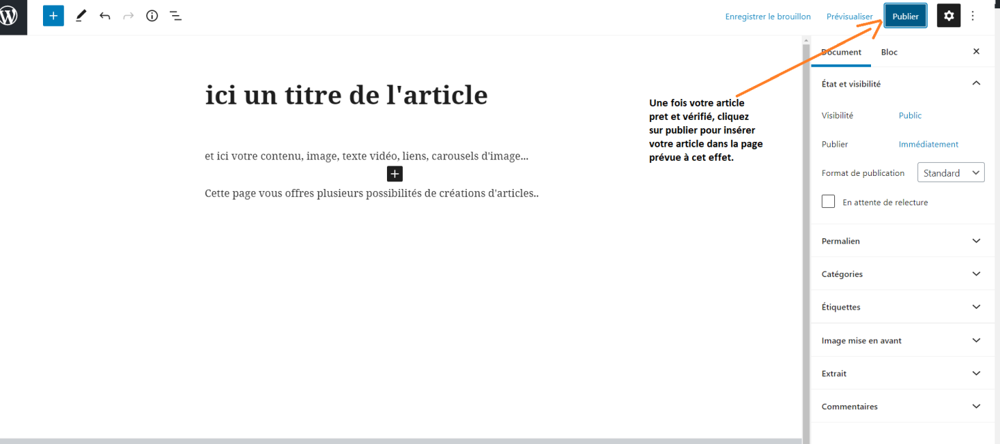 Enregistrer le brouillon Prévisualiser Publier
Document Bloc
ici un titre de l'article
État et visibilité
Une fois votre article
pret et vérifié, cliquez
sur publier pour insérer
votre article dans la page
prévue à cet effet.
Visibilité Public
Publier Immédiatement
et ici votre contenu, image, texte vidéo, liens, carousels d'image...
Format de publication Standard
Cette page vous offres plusieurs possibilités de créations d'articles..
En attente de relecture
Permalien
Catégories
Étiquettes
Image mise en avant
Extrait
Commentaires